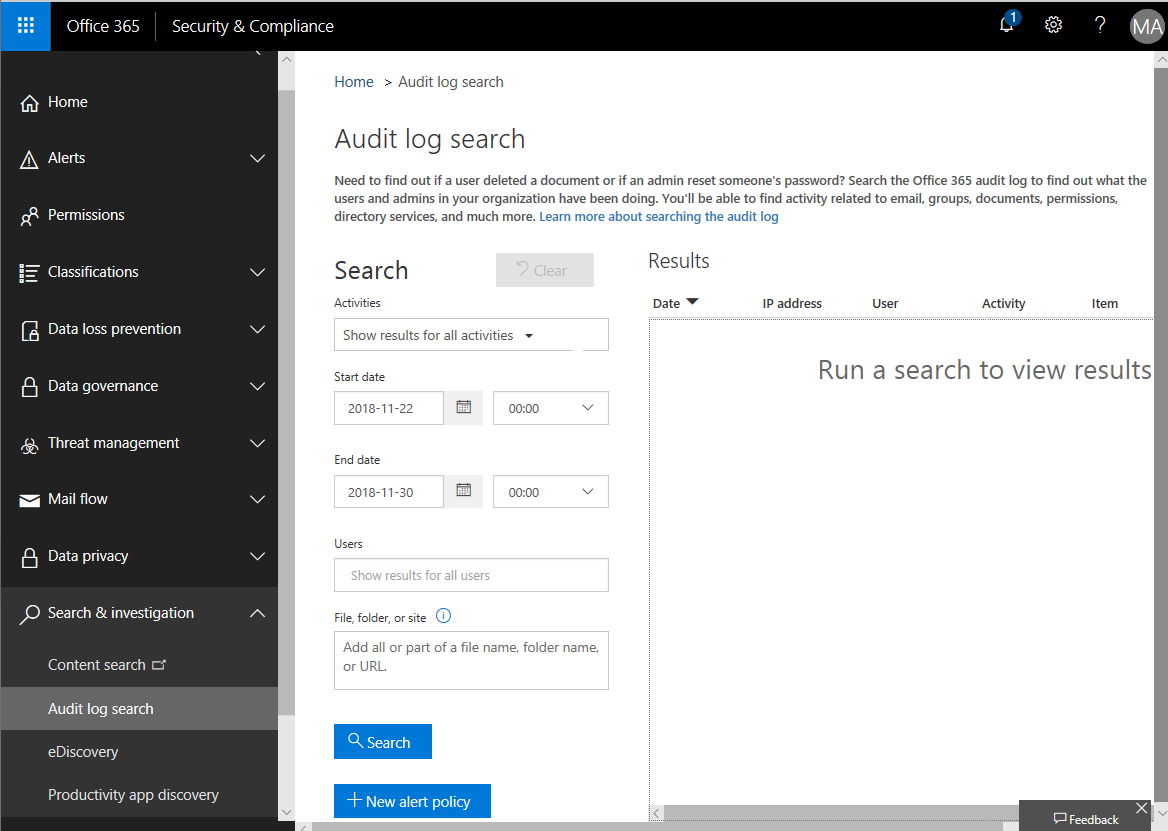 Office 365
Security & Compliance
1
?
MA
Home
Alerts
Permissions
Classifications
Data loss prevention
Data governance
Threat management
Mail flow
Data privacy
Search & investigation
Content search
Audit log search
eDiscovery
Productivity app discovery
Home > Audit log search
Audit log search
Need to find out if a user deleted a document or if an admin reset someone's password? Search the Office 365 audit log to find out what the
users and admins in your organization have been doing. You'll be able to find activity related to email, groups, documents, permissions,
directory services, and much more. Learn more about searching the audit log
Search
Clear
Activities
Show results for all activities
Start date
2018-11-22
00:00
End date
2018-11-30
00:00
Users
Show results for all users
File, folder, or site
Add all or part of a file name, folder name,
or URL.
Search
New alert policy
Results
Date
IP address
User
Activity
Item
Run a search to view results
Feedback